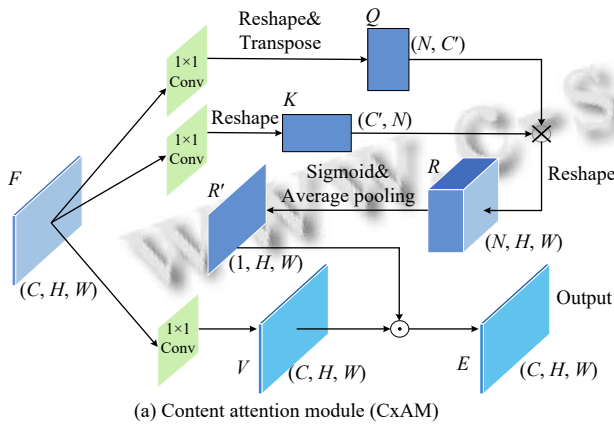 Reshape&
Transpose
Q
(N, C′)
1×1
Conv
K
Reshape
(C′, N)
1×1
Conv
F
Sigmoid&
Average pooling
R
Reshape
R′
(N, H, W)
(1, H, W)
(C, H, W)
Output
1×1
Conv
V
(C, H, W)
E
(C, H, W)
(a) Content attention module (CxAM)